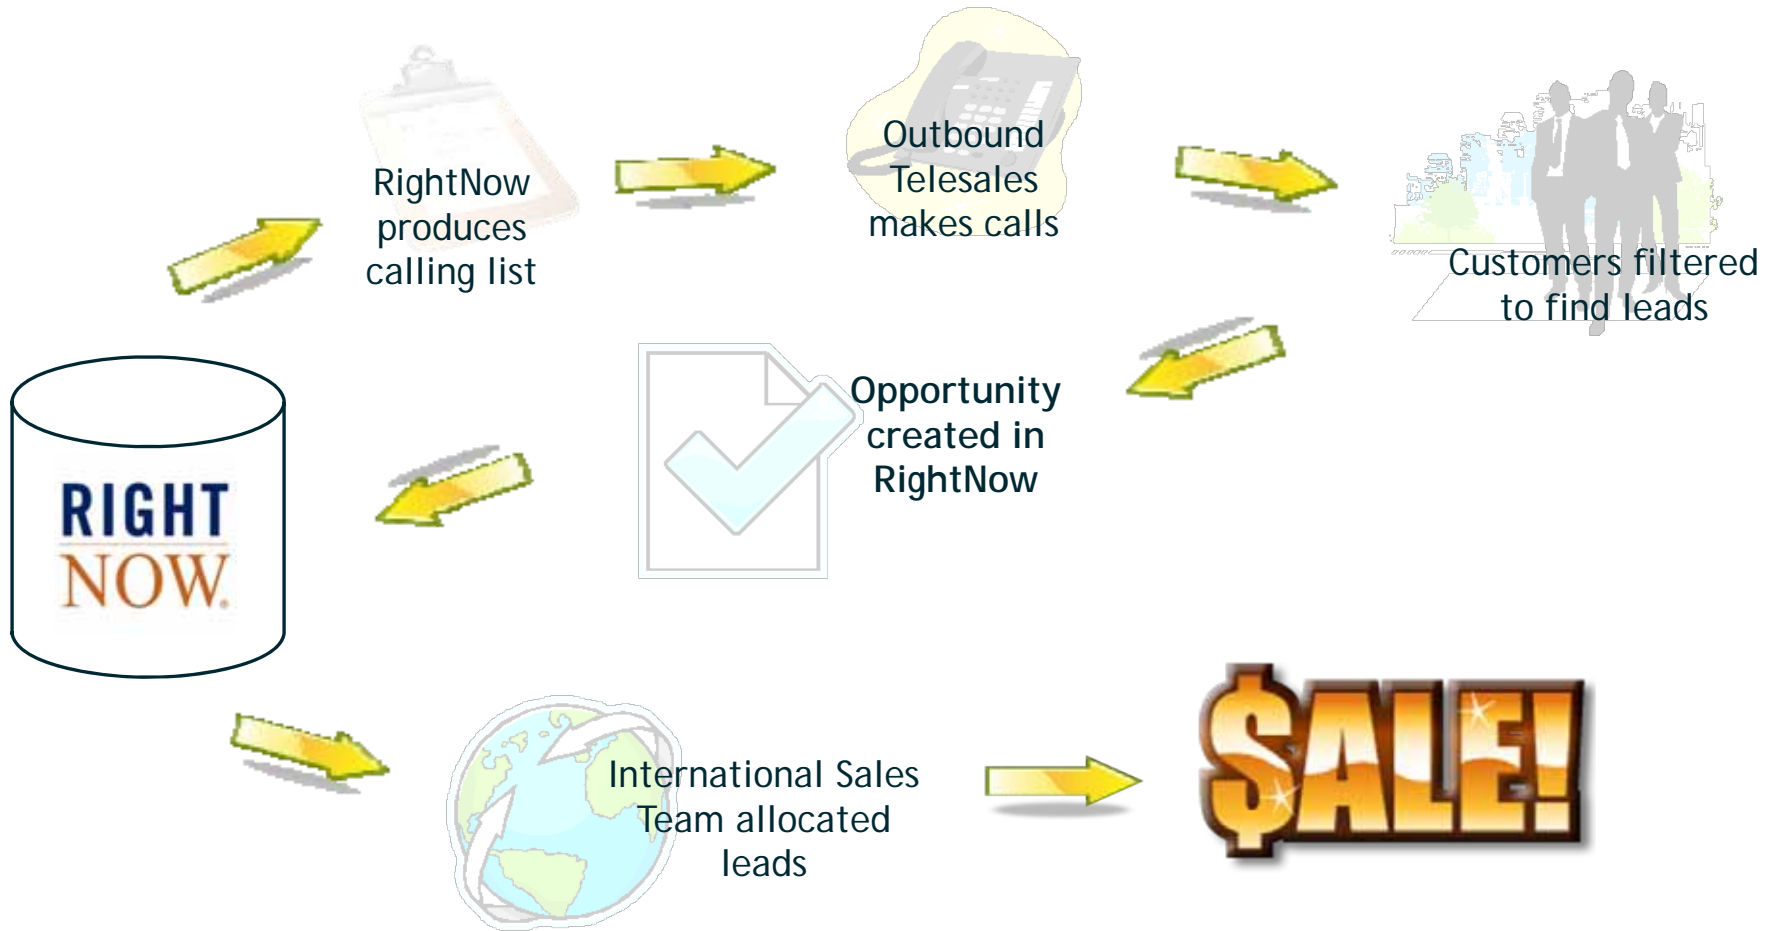 RightNow
produces
calling list
Outbound
Telesales
makes calls
Customers filtered
to find leads
Opportunity
created in
RightNow
RIGHT
NOW.
International Sales
Team allocated
leads
$ALE!